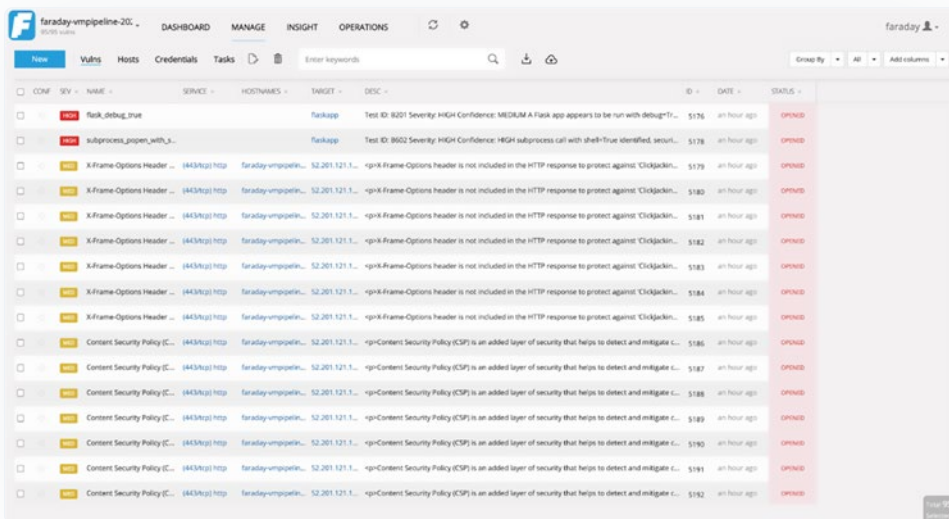 faraday-vmpipeline-202
95/95 vulns
DASHBOARD MANAGE INSIGHT OPERATIONS
faraday
New Vulns Hosts Credentials Tasks Enter keywords Group By All Add columns
CONF SEV NAME SERVICE HOSTNAMES TARGET DESC ID DATE STATUS
HIGH flask_debug_true flaskapp Test ID: B201 Severity: HIGH Confidence: MEDIUM A Flask app appears to be run with debug=Tr... 5176 an hour ago OPENED
HIGH subprocess_popen_with_s... flaskapp Test ID: B602 Severity: HIGH Confidence: HIGH subprocess call with shell=True identified, securi... 5178 an hour ago OPENED
MED X-Frame-Options Header ... (443/tcp) http faraday-vmpipelin... 52.201.121.1... <p>X-Frame-Options header is not included in the HTTP response to protect against 'ClickJackin... 5179 an hour ago OPENED
MED X-Frame-Options Header ... (443/tcp) http faraday-vmpipelin... 52.201.121.1... <p>X-Frame-Options header is not included in the HTTP response to protect against 'ClickJackin... 5180 an hour ago OPENED
MED X-Frame-Options Header ... (443/tcp) http faraday-vmpipelin... 52.201.121.1... <p>X-Frame-Options header is not included in the HTTP response to protect against 'ClickJackin... 5181 an hour ago OPENED
MED X-Frame-Options Header ... (443/tcp) http faraday-vmpipelin... 52.201.121.1... <p>X-Frame-Options header is not included in the HTTP response to protect against 'ClickJackin... 5182 an hour ago OPENED
MED X-Frame-Options Header ... (443/tcp) http faraday-vmpipelin... 52.201.121.1... <p>X-Frame-Options header is not included in the HTTP response to protect against 'ClickJackin... 5183 an hour ago OPENED
MED X-Frame-Options Header ... (443/tcp) http faraday-vmpipelin... 52.201.121.1... <p>X-Frame-Options header is not included in the HTTP response to protect against 'ClickJackin... 5184 an hour ago OPENED
MED X-Frame-Options Header ... (443/tcp) http faraday-vmpipelin... 52.201.121.1... <p>X-Frame-Options header is not included in the HTTP response to protect against 'ClickJackin... 5185 an hour ago OPENED
MED Content Security Policy (C... (443/tcp) http faraday-vmpipelin... 52.201.121.1... <p>Content Security Policy (CSP) is an added layer of security that helps to detect and mitigate c... 5186 an hour ago OPENED
MED Content Security Policy (C... (443/tcp) http faraday-vmpipelin... 52.201.121.1... <p>Content Security Policy (CSP) is an added layer of security that helps to detect and mitigate c... 5187 an hour ago OPENED
MED Content Security Policy (C... (443/tcp) http faraday-vmpipelin... 52.201.121.1... <p>Content Security Policy (CSP) is an added layer of security that helps to detect and mitigate c... 5188 an hour ago OPENED
MED Content Security Policy (C... (443/tcp) http faraday-vmpipelin... 52.201.121.1... <p>Content Security Policy (CSP) is an added layer of security that helps to detect and mitigate c... 5189 an hour ago OPENED
MED Content Security Policy (C... (443/tcp) http faraday-vmpipelin... 52.201.121.1... <p>Content Security Policy (CSP) is an added layer of security that helps to detect and mitigate c... 5190 an hour ago OPENED
MED Content Security Policy (C... (443/tcp) http faraday-vmpipelin... 52.201.121.1... <p>Content Security Policy (CSP) is an added layer of security that helps to detect and mitigate c... 5191 an hour ago OPENED
MED Content Security Policy (C... (443/tcp) http faraday-vmpipelin... 52.201.121.1... <p>Content Security Policy (CSP) is an added layer of security that helps to detect and mitigate c... 5192 an hour ago OPENED